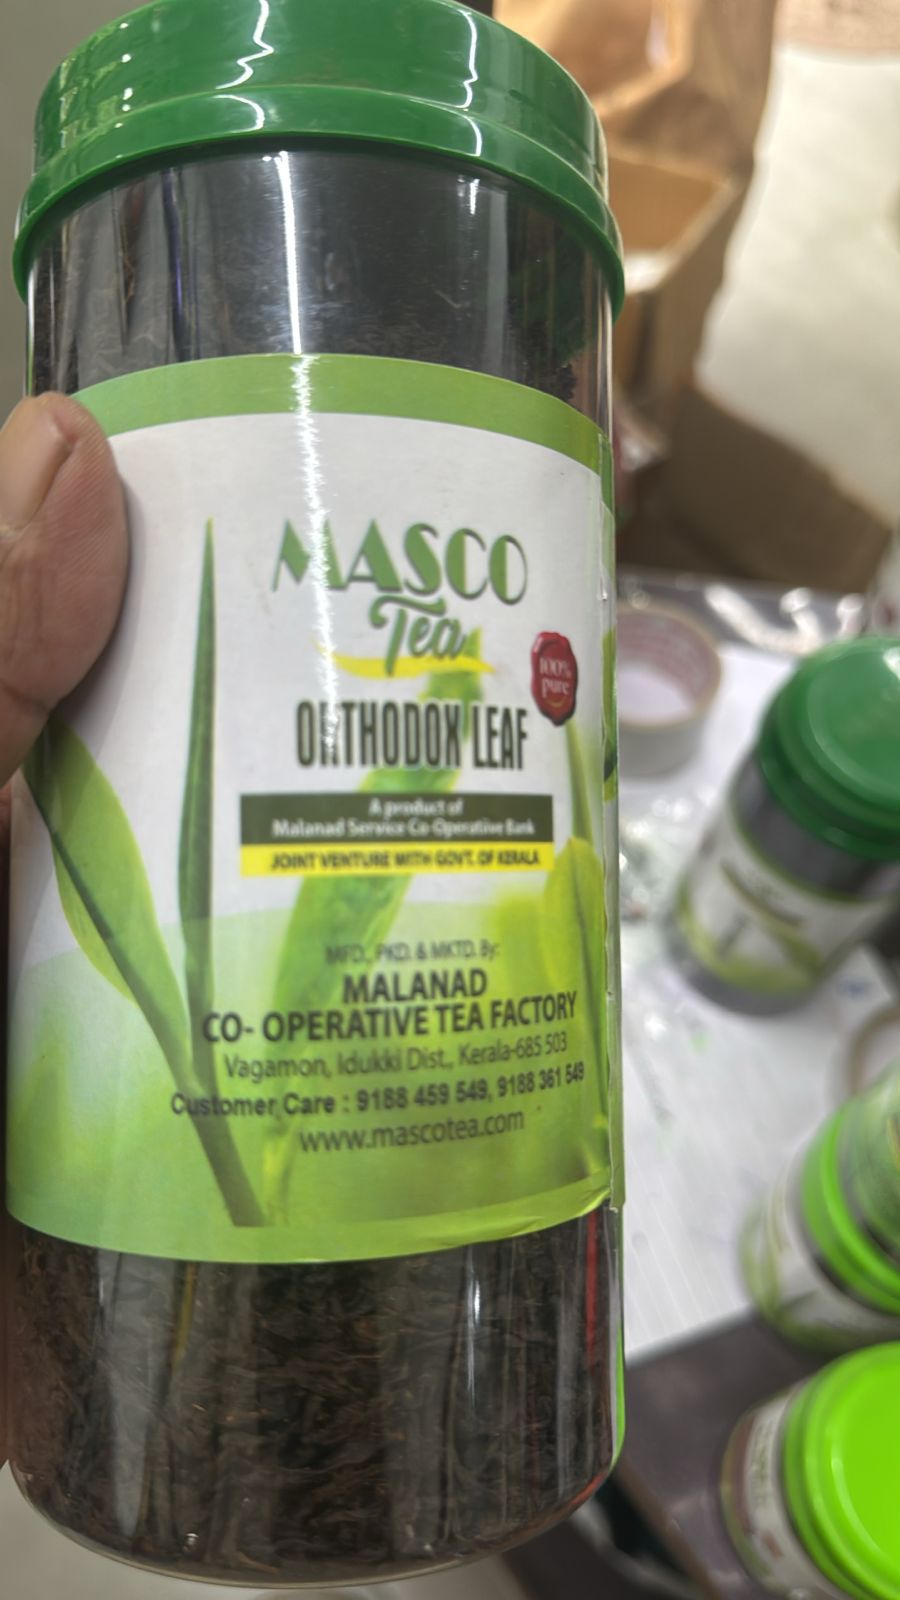 MASCO
Tea
100%
pure
ORTHODOX LEAF
A product of
Malanad Service Co-Operative Bank
JOINT VENTURE WITH GOVT. OF KERALA
MFD., PKD. & MKTD. By:
MALANAD
CO- OPERATIVE TEA FACTORY
Vagamon, Idukki Dist., Kerala-685 503
Customer Care : 9188 459 549, 9188 361 549
www.mascotea.com